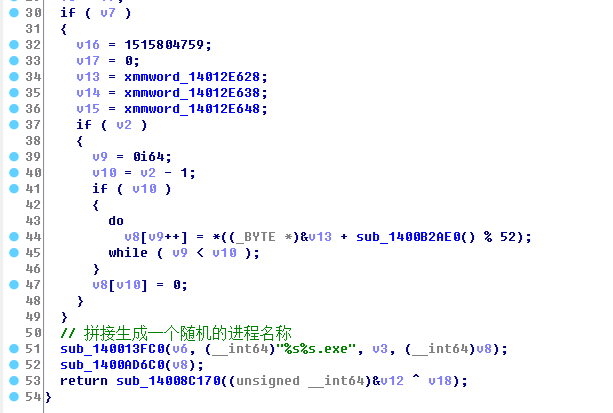 30 if ( v7 )
31 {
32 v16 = 1515804759;
33 v17 = 0;
34 v13 = xmmword_14012E628;
35 v14 = xmmword_14012E638;
36 v15 = xmmword_14012E648;
37 if ( v2 )
38 {
39 v9 = 0i64;
40 v10 = v2 - 1;
41 if ( v10 )
42 {
43 do
44 v8[v9++] = *((_BYTE *)&v13 + sub_1400B2AE0() % 52);
45 while ( v9 < v10 );
46 }
47 v8[v10] = 0;
48 }
49 }
50 // 拼接生成一个随机的进程名称
51 sub_140013FC0(v6, (__int64)"%s%s.exe", v3, (__int64)v8);
52 sub_1400AD6C0(v8);
53 return sub_14008C170((unsigned __int64)&v12 ^ v18);
54 }